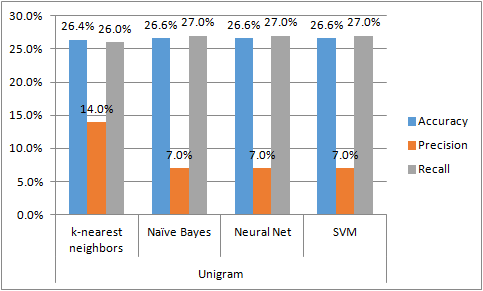 30.0%
25.0%
20.0%
15.0%
10.0%
5.0%
0.0%
26.4% 26.0% 26.6% 27.0% 26.6% 27.0% 26.6% 27.0%
14.0% 7.0% 7.0% 7.0%
k-nearest
neighbors
Naïve Bayes
Neural Net
SVM
Unigram
Accuracy
Precision
Recall